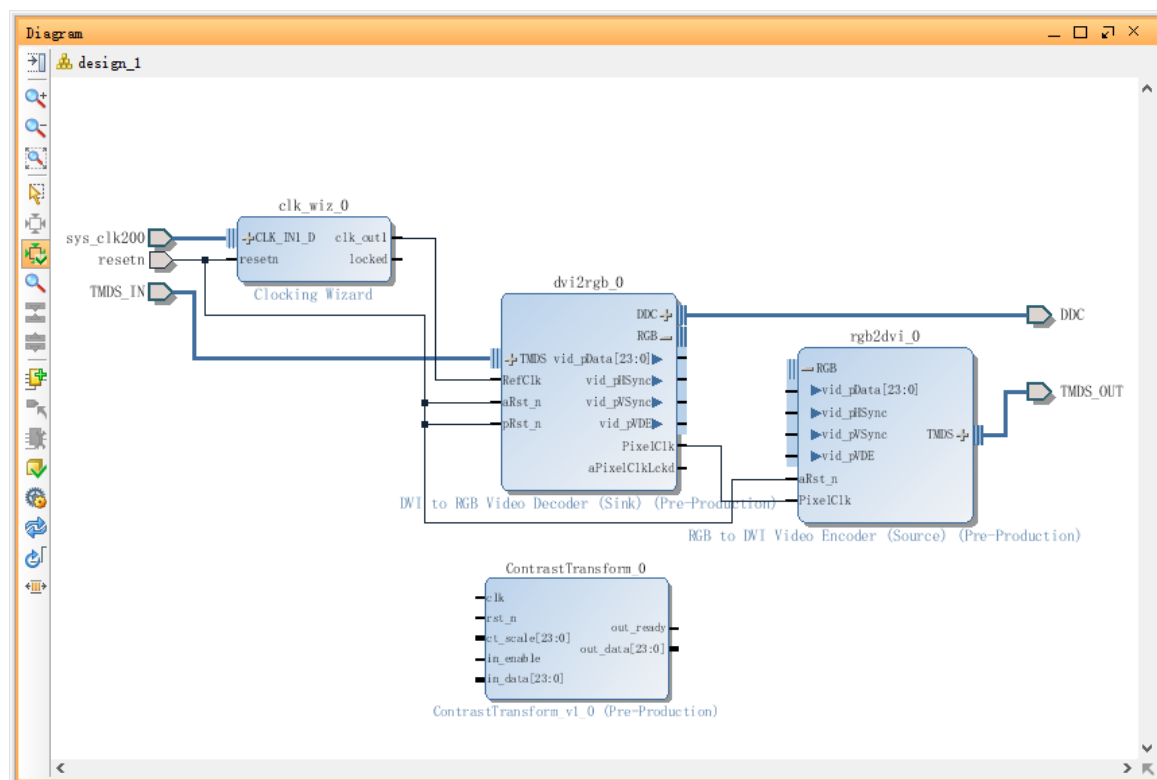 Diagram
design_1
clk_wiz_0
sys_clk200
CLK_IN1_D clk_out1
resetn
resetn locked
Clocking Wizard
TMDS_IN
dvi2rgb_0
DDC
DDC
RGB
TMDS vid_pData[23:0]
RefClk vid_pHSync
aRst_n vid_pVSync
pRst_n vid_pVDE
PixelClk
aPixelClkLckd
DVI to RGB Video Decoder (Sink) (Pre-Production)
rgb2dvi_0
RGB
vid_pData[23:0]
vid_pHSync
vid_pVSync TMDS
vid_pVDE
aRst_n
PixelClk
TMDS_OUT
RGB to DVI Video Encoder (Source) (Pre-Production)
ContrastTransform_0
clk
rst_n
ct_scale[23:0] out_ready
in_enable out_data[23:0]
in_data[23:0]
ContrastTransform_v1_0 (Pre-Production)